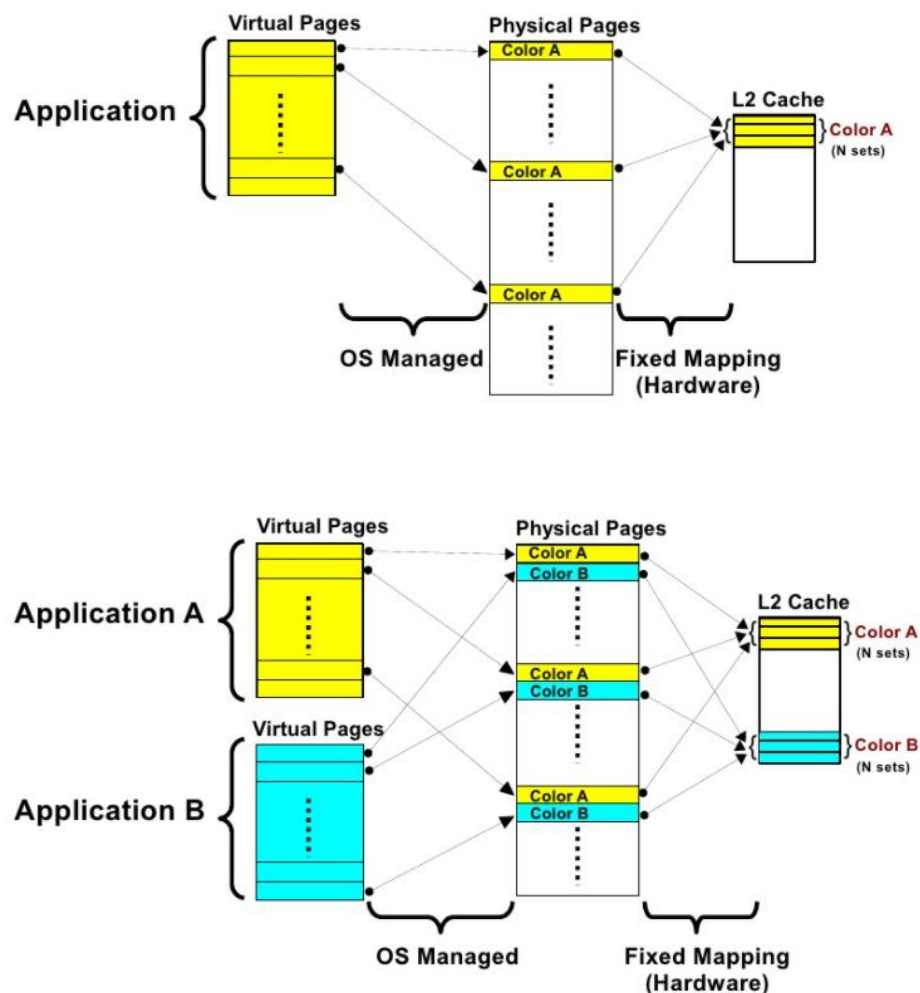 Virtual Pages
Physical Pages
Application
Color A
L2 Cache
Color A
(N sets)
Color A
Color A
OS Managed
Fixed Mapping
(Hardware)
Virtual Pages
Physical Pages
Application A
Color A
Color B
L2 Cache
Color A
(N sets)
Color A
Color B
Virtual Pages
Color B
(N sets)
Application B
Color A
Color B
OS Managed
Fixed Mapping
(Hardware)